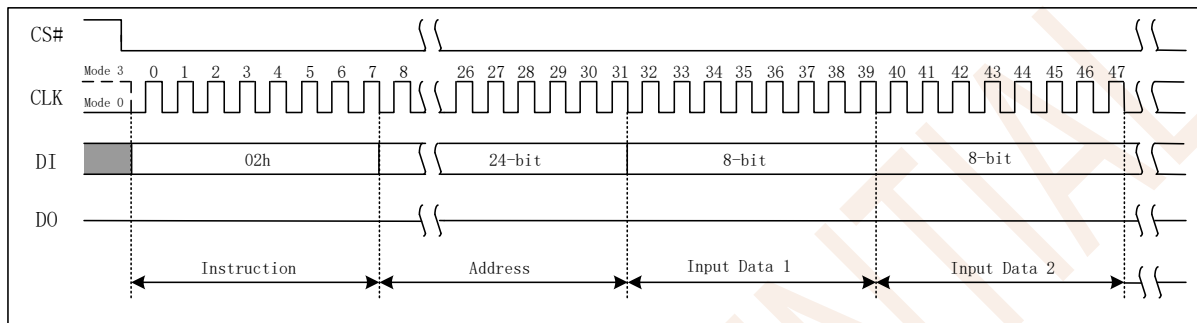 CS#
Mode 3 0 1 2 3 4 5 6 7 8 26 27 28 29 30 31 32 33 34 35 36 37 38 39 40 41 42 43 44 45 46 47
CLK
Mode 0
DI 02h 24-bit 8-bit 8-bit
DO
Instruction Address Input Data 1 Input Data 2
NTIAL